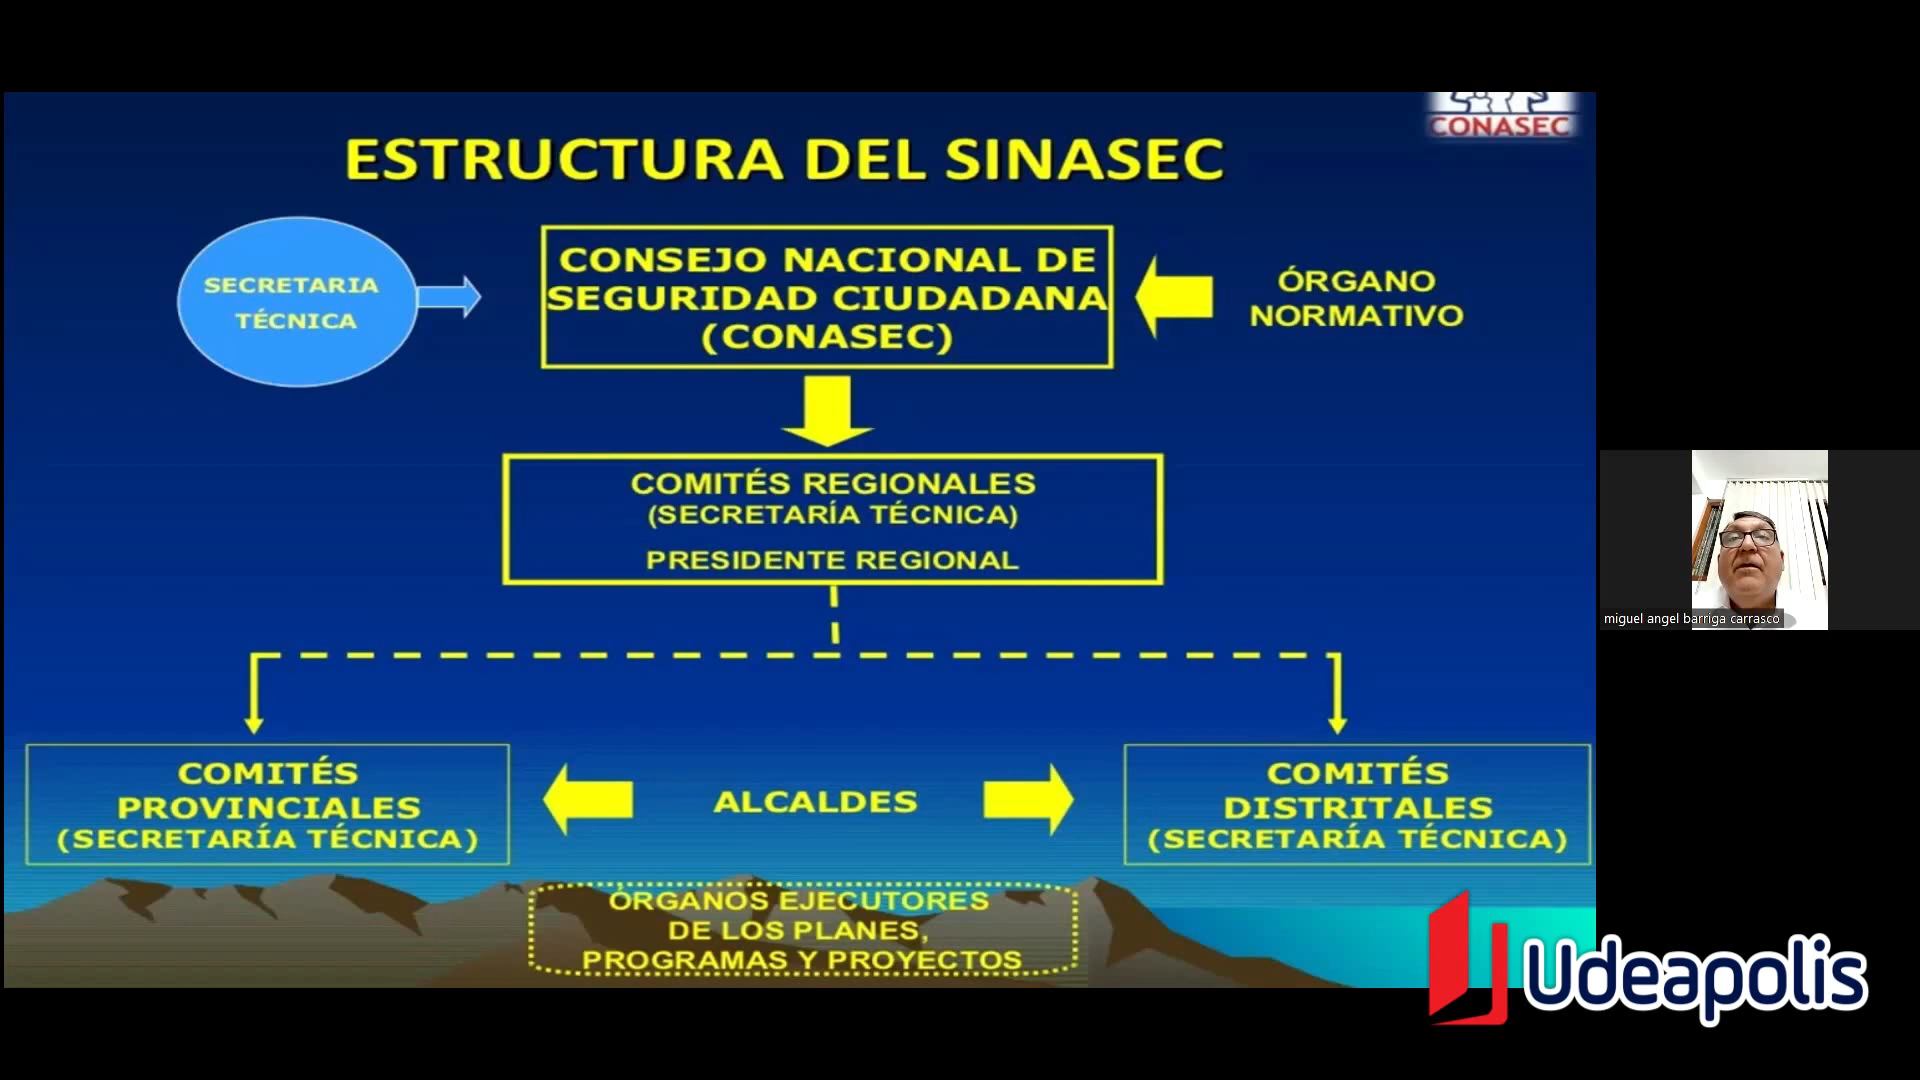 CONASEC
ESTRUCTURA DEL SINASEC
SECRETARIA
TÉCNICA
CONSEJO NACIONAL DE
SEGURIDAD CIUDADANA
(CONASEC)
ÓRGANO
NORMATIVO
COMITÉS REGIONALES
(SECRETARÍA TÉCNICA)
PRESIDENTE REGIONAL
miguel angel barriga carrasco
COMITÉS
PROVINCIALES
(SECRETARÍA TÉCNICA)
ALCALDES
COMITÉS
DISTRITALES
(SECRETARÍA TÉCNICA)
ÓRGANOS EJECUTORES
DE LOS PLANES,
PROGRAMAS Y PROYECTOS
Udeapolis